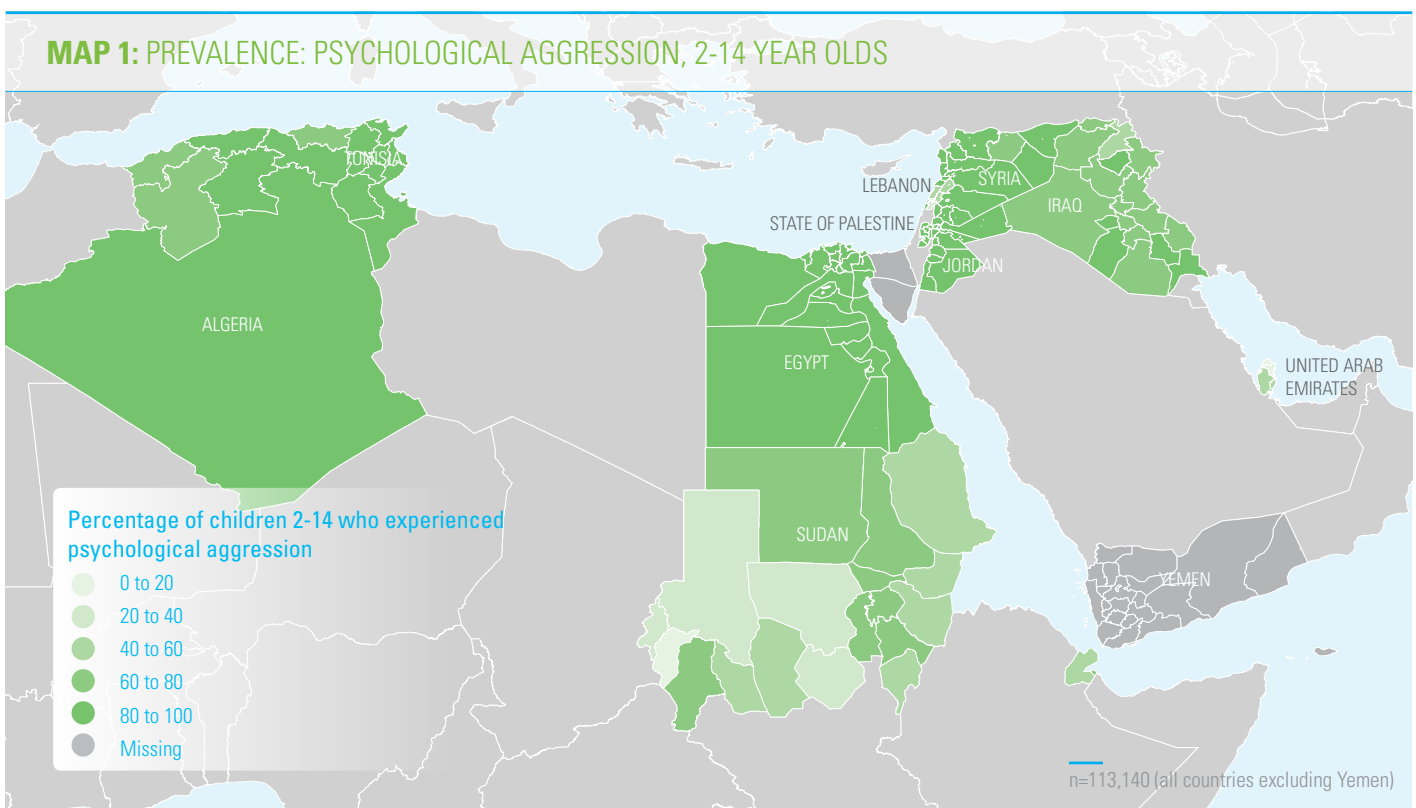 MAP 1: PREVALENCE: PSYCHOLOGICAL AGGRESSION, 2-14 YEAR OLDS
TUNISIA
LEBANON
SYRIA
STATE OF PALESTINE
IRAQ
JORDAN
ALGERIA
EGYPT
UNITED ARAB
EMIRATES
SUDAN
YEMEN
Percentage of children 2-14 who experienced
psychological aggression
0 to 20
20 to 40
40 to 60
60 to 80
80 to 100
Missing
n=113,140 (all countries excluding Yemen)